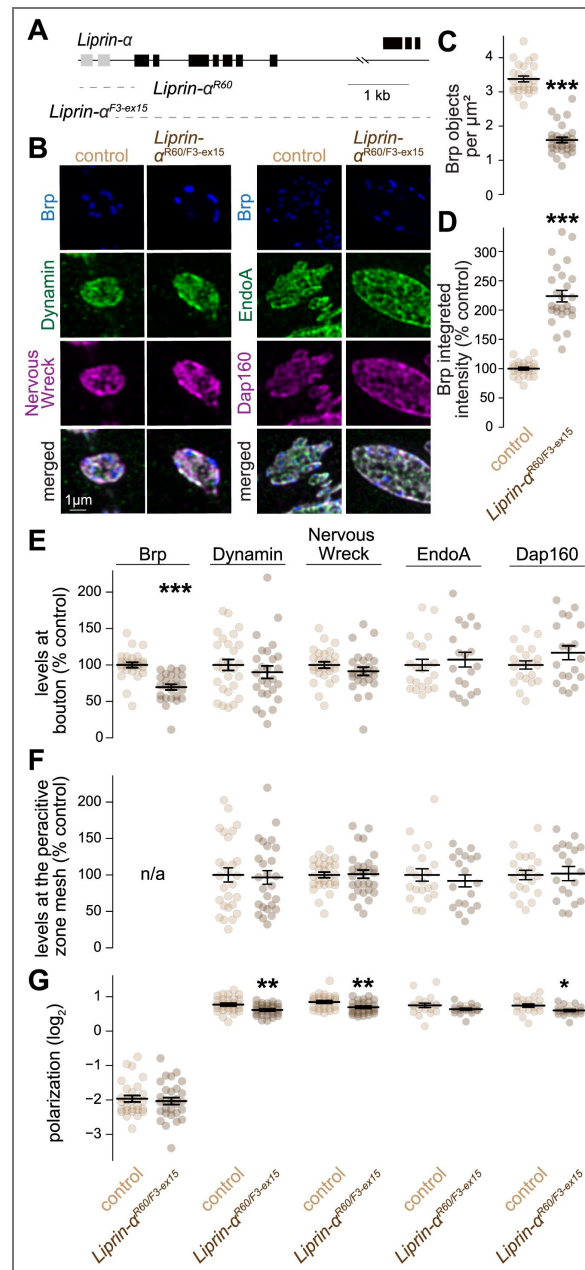 A
Liprin-α
Liprin-α^R60
1 kb
Liprin-α^F3-ex15
B
control
Liprin-
α^R60/F3-ex15
control
Liprin-
α^R60/F3-ex15
Brp
Brp
Dynamin
EndoA
Nervous
Wreck
Dap160
merged
merged
1μm
C
Brp objects
per μm²
4
3
2
1
0
***
D
Brp integreted
intensity (% control)
300
250
200
150
100
50
0
***
control
Liprin-α^R60/F3-ex15
E
Brp
Dynamin
Nervous
Wreck
EndoA
Dap160
levels at
bouton (% control)
200
150
100
50
0
***
F
levels at the peracitive
zone mesh (% control)
200
150
100
50
0
n/a
G
polarization (log₂)
1
0
−1
−2
−3
**
**
*
control
Liprin-α^R60/F3-ex15
control
Liprin-α^R60/F3-ex15
control
Liprin-α^R60/F3-ex15
control
Liprin-α^R60/F3-ex15
control
Liprin-α^R60/F3-ex15